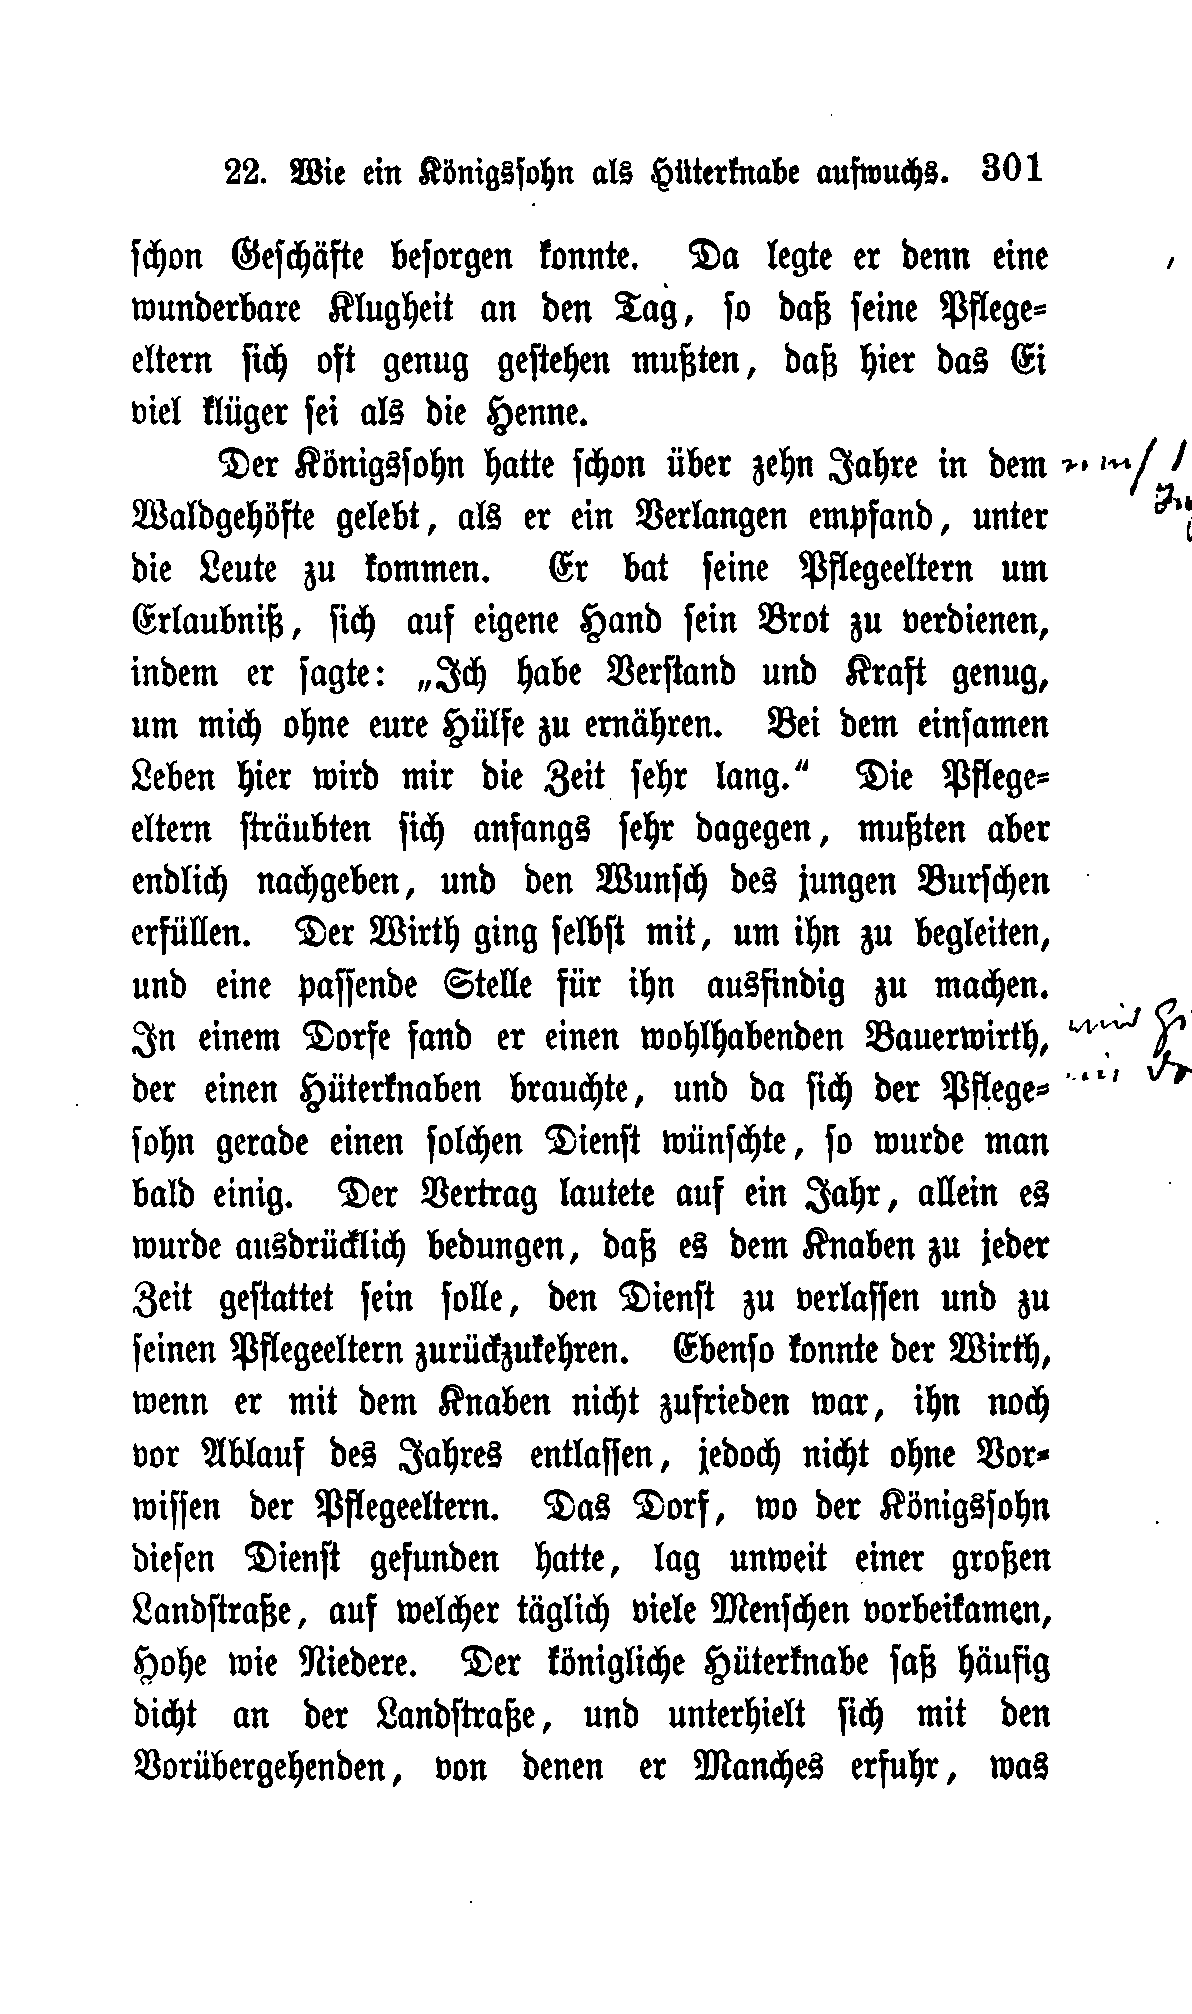 22. Wie ein Königssohn als Hüterknabe aufwuchs. 301
schon Geschäfte besorgen konnte. Da legte er denn eine
wunderbare Klugheit an den Tag, so daß seine Pflege-
eltern sich oft genug gestehen mußten, daß hier das Ei
viel klüger sei als die Henne.
Der Königssohn hatte schon über zehn Jahre in dem
Waldgehöfte gelebt, als er ein Verlangen empfand, unter
die Leute zu kommen. Er bat seine Pflegeeltern um
Erlaubniß, sich auf eigene Hand sein Brot zu verdienen,
indem er sagte: „Ich habe Verstand und Kraft genug,
um mich ohne eure Hülfe zu ernähren. Bei dem einsamen
Leben hier wird mir die Zeit sehr lang.“ Die Pflege-
eltern sträubten sich anfangs sehr dagegen, mußten aber
endlich nachgeben, und den Wunsch des jungen Burschen
erfüllen. Der Wirth ging selbst mit, um ihn zu begleiten,
und eine passende Stelle für ihn ausfindig zu machen.
In einem Dorfe fand er einen wohlhabenden Bauerwirth,
der einen Hüterknaben brauchte, und da sich der Pflege-
sohn gerade einen solchen Dienst wünschte, so wurde man
bald einig. Der Vertrag lautete auf ein Jahr, allein es
wurde ausdrücklich bedungen, daß es dem Knaben zu jeder
Zeit gestattet sein solle, den Dienst zu verlassen und zu
seinen Pflegeeltern zurückzukehren. Ebenso konnte der Wirth,
wenn er mit dem Knaben nicht zufrieden war, ihn noch
vor Ablauf des Jahres entlassen, jedoch nicht ohne Vor-
wissen der Pflegeeltern. Das Dorf, wo der Königssohn
diesen Dienst gefunden hatte, lag unweit einer großen
Landstraße, auf welcher täglich viele Menschen vorbeikamen,
Hohe wie Niedere. Der königliche Hüterknabe saß häufig
dicht an der Landstraße, und unterhielt sich mit den
Vorübergehenden, von denen er Manches erfuhr, was